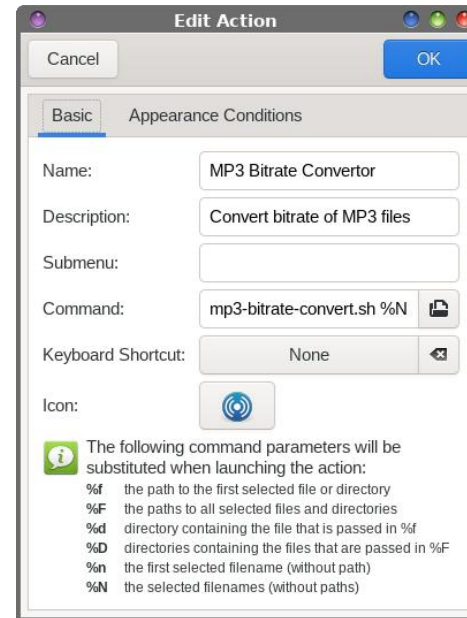 Edit Action
Cancel
OK
Basic Appearance Conditions
Name: MP3 Bitrate Convertor
Description: Convert bitrate of MP3 files
Submenu:
Command: mp3-bitrate-convert.sh %N
Keyboard Shortcut: None
Icon:
The following command parameters will be
substituted when launching the action:
%f the path to the first selected file or directory
%F the paths to all selected files and directories
%d directory containing the file that is passed in %f
%D directories containing the files that are passed in %F
%n the first selected filename (without path)
%N the selected filenames (without paths)